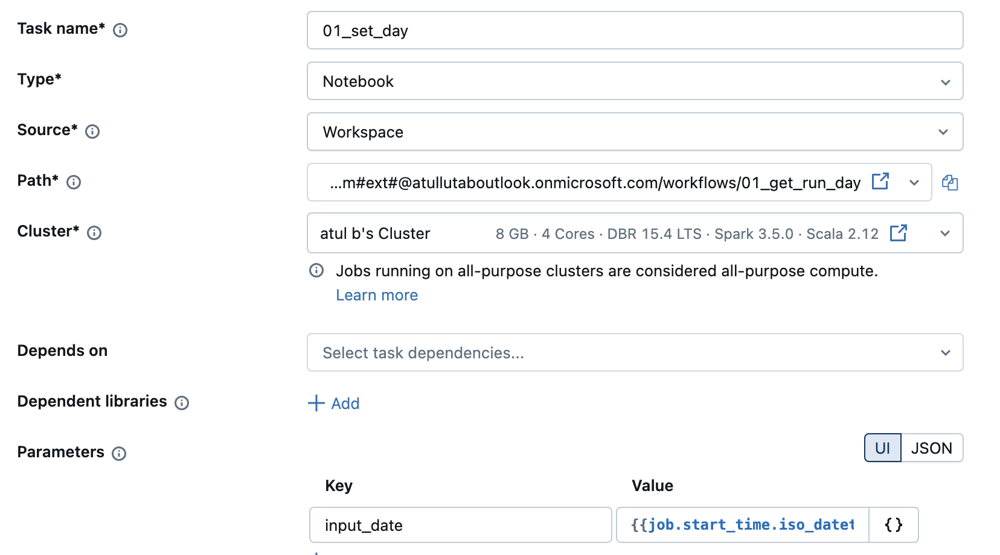 Task name*
01_set_day
Type*
Notebook
Source*
Workspace
Path*
...m#ext#@atullutaboutlook.onmicrosoft.com/workflows/01_get_run_day
Cluster*
atul b's Cluster 8 GB · 4 Cores · DBR 15.4 LTS · Spark 3.5.0 · Scala 2.12
Jobs running on all-purpose clusters are considered all-purpose compute.
Learn more
Depends on
Select task dependencies...
Dependent libraries
+ Add
Parameters
UI JSON
Key Value
input_date {{job.start_time.iso_datet {}